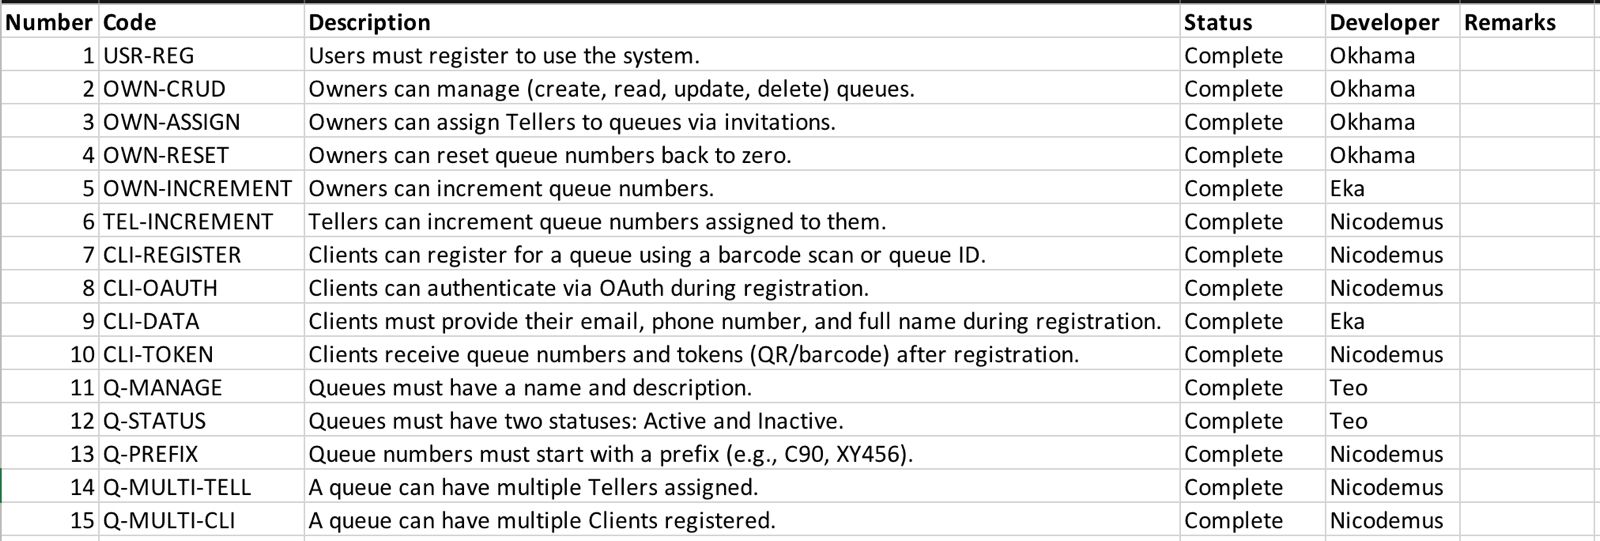 Number Code Description Status Developer Remarks
1 USR-REG Users must register to use the system. Complete Okhama
2 OWN-CRUD Owners can manage (create, read, update, delete) queues. Complete Okhama
3 OWN-ASSIGN Owners can assign Tellers to queues via invitations. Complete Okhama
4 OWN-RESET Owners can reset queue numbers back to zero. Complete Okhama
5 OWN-INCREMENT Owners can increment queue numbers. Complete Eka
6 TEL-INCREMENT Tellers can increment queue numbers assigned to them. Complete Nicodemus
7 CLI-REGISTER Clients can register for a queue using a barcode scan or queue ID. Complete Nicodemus
8 CLI-OAUTH Clients can authenticate via OAuth during registration. Complete Nicodemus
9 CLI-DATA Clients must provide their email, phone number, and full name during registration. Complete Eka
10 CLI-TOKEN Clients receive queue numbers and tokens (QR/barcode) after registration. Complete Nicodemus
11 Q-MANAGE Queues must have a name and description. Complete Teo
12 Q-STATUS Queues must have two statuses: Active and Inactive. Complete Teo
13 Q-PREFIX Queue numbers must start with a prefix (e.g., C90, XY456). Complete Nicodemus
14 Q-MULTI-TELL A queue can have multiple Tellers assigned. Complete Nicodemus
15 Q-MULTI-CLI A queue can have multiple Clients registered. Complete Nicodemus